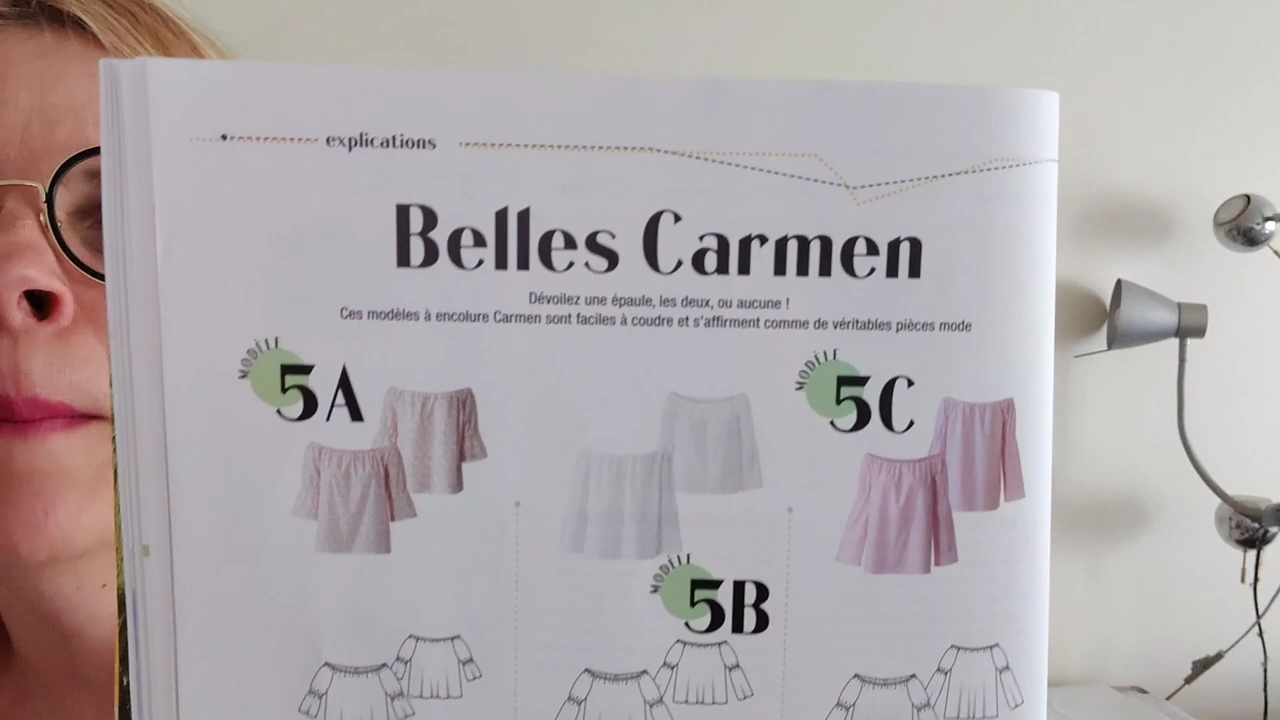 explications
Belles Carmen
Dévoilez une épaule, les deux, ou aucune !
Ces modèles à encolure Carmen sont faciles à coudre et s'affirment comme de véritables pièces mode
MODÈLE
5A
MODÈLE
5C
MODÈLE
5B